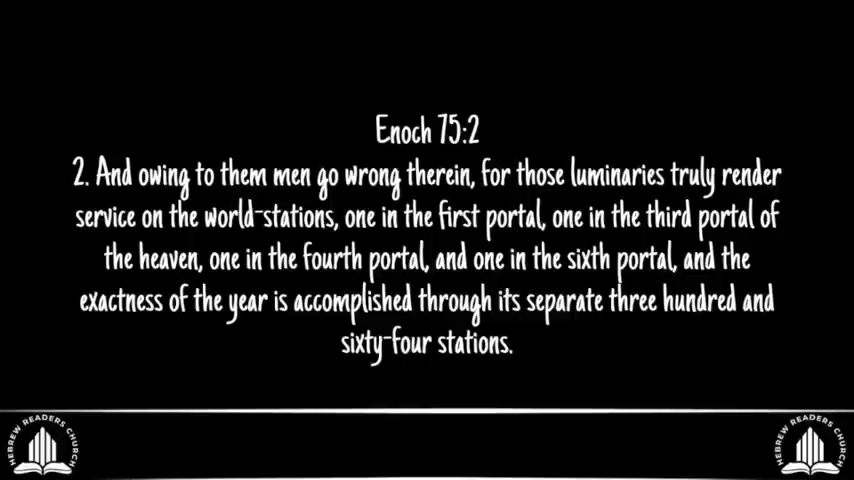 Enoch 75:2
2. And owing to them men go wrong therein, for those luminaries truly render
service on the world-stations, one in the first portal, one in the third portal of
the heaven, one in the fourth portal, and one in the sixth portal, and the
exactness of the year is accomplished through its separate three hundred and
sixty-four stations.
HEBREW READERS CHURCH
HEBREW READERS CHURCH